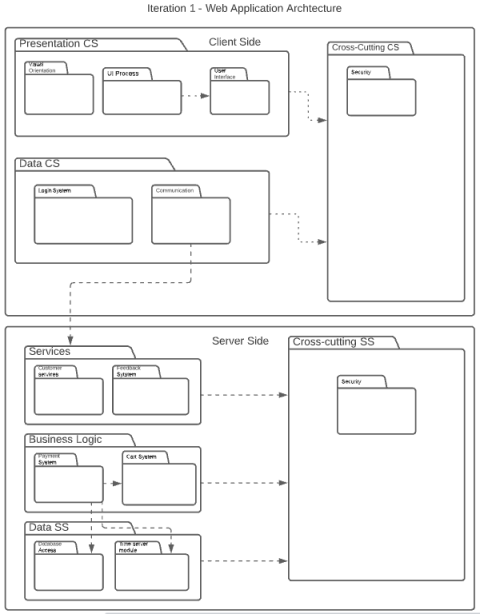 Iteration 1 - Web Application Archtecture
Presentation CS
Client Side
Cross-Cutting CS
Views
Orientation
UI Process
User
Interface
Security
Data CS
Login System
Communication
Server Side
Services
Cross-cutting SS
Customer
services
Feedback
System
Security
Business Logic
Payment
System
Cart System
Data SS
Database
Access
server
module